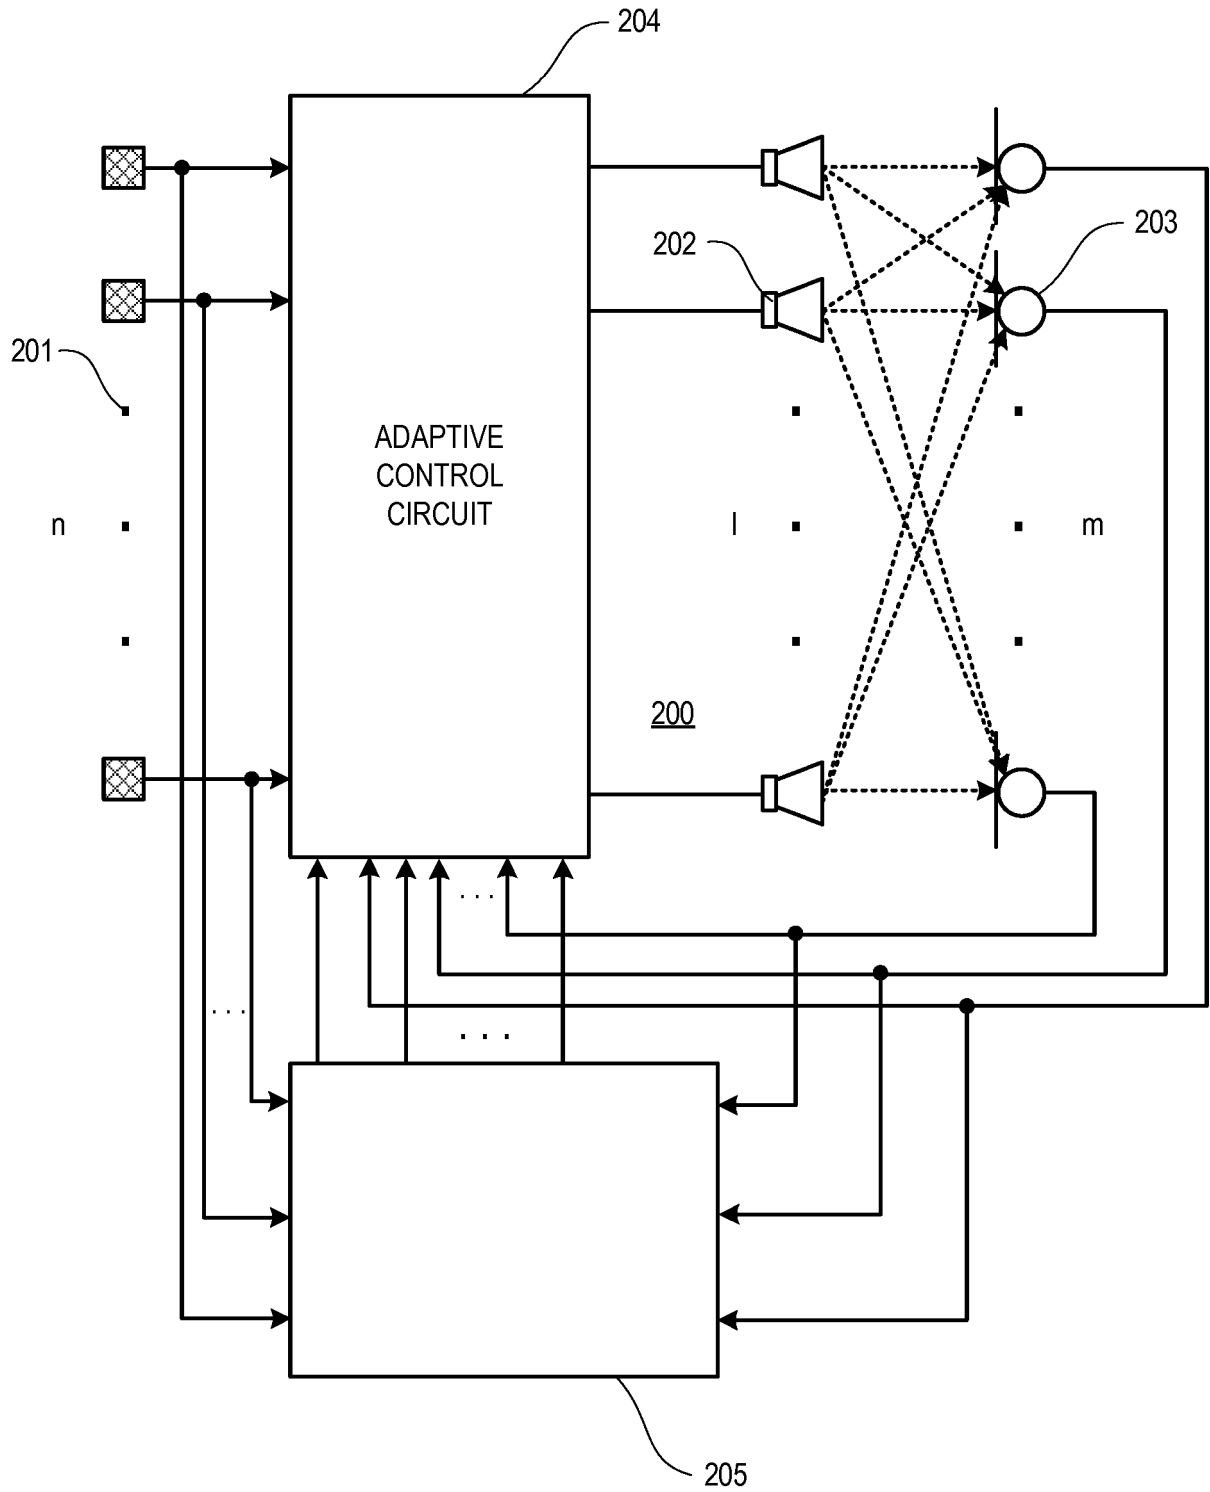 204
203
202
201
ADAPTIVE
CONTROL
CIRCUIT
n
l
m
200
. . .
. . .
. . .
205